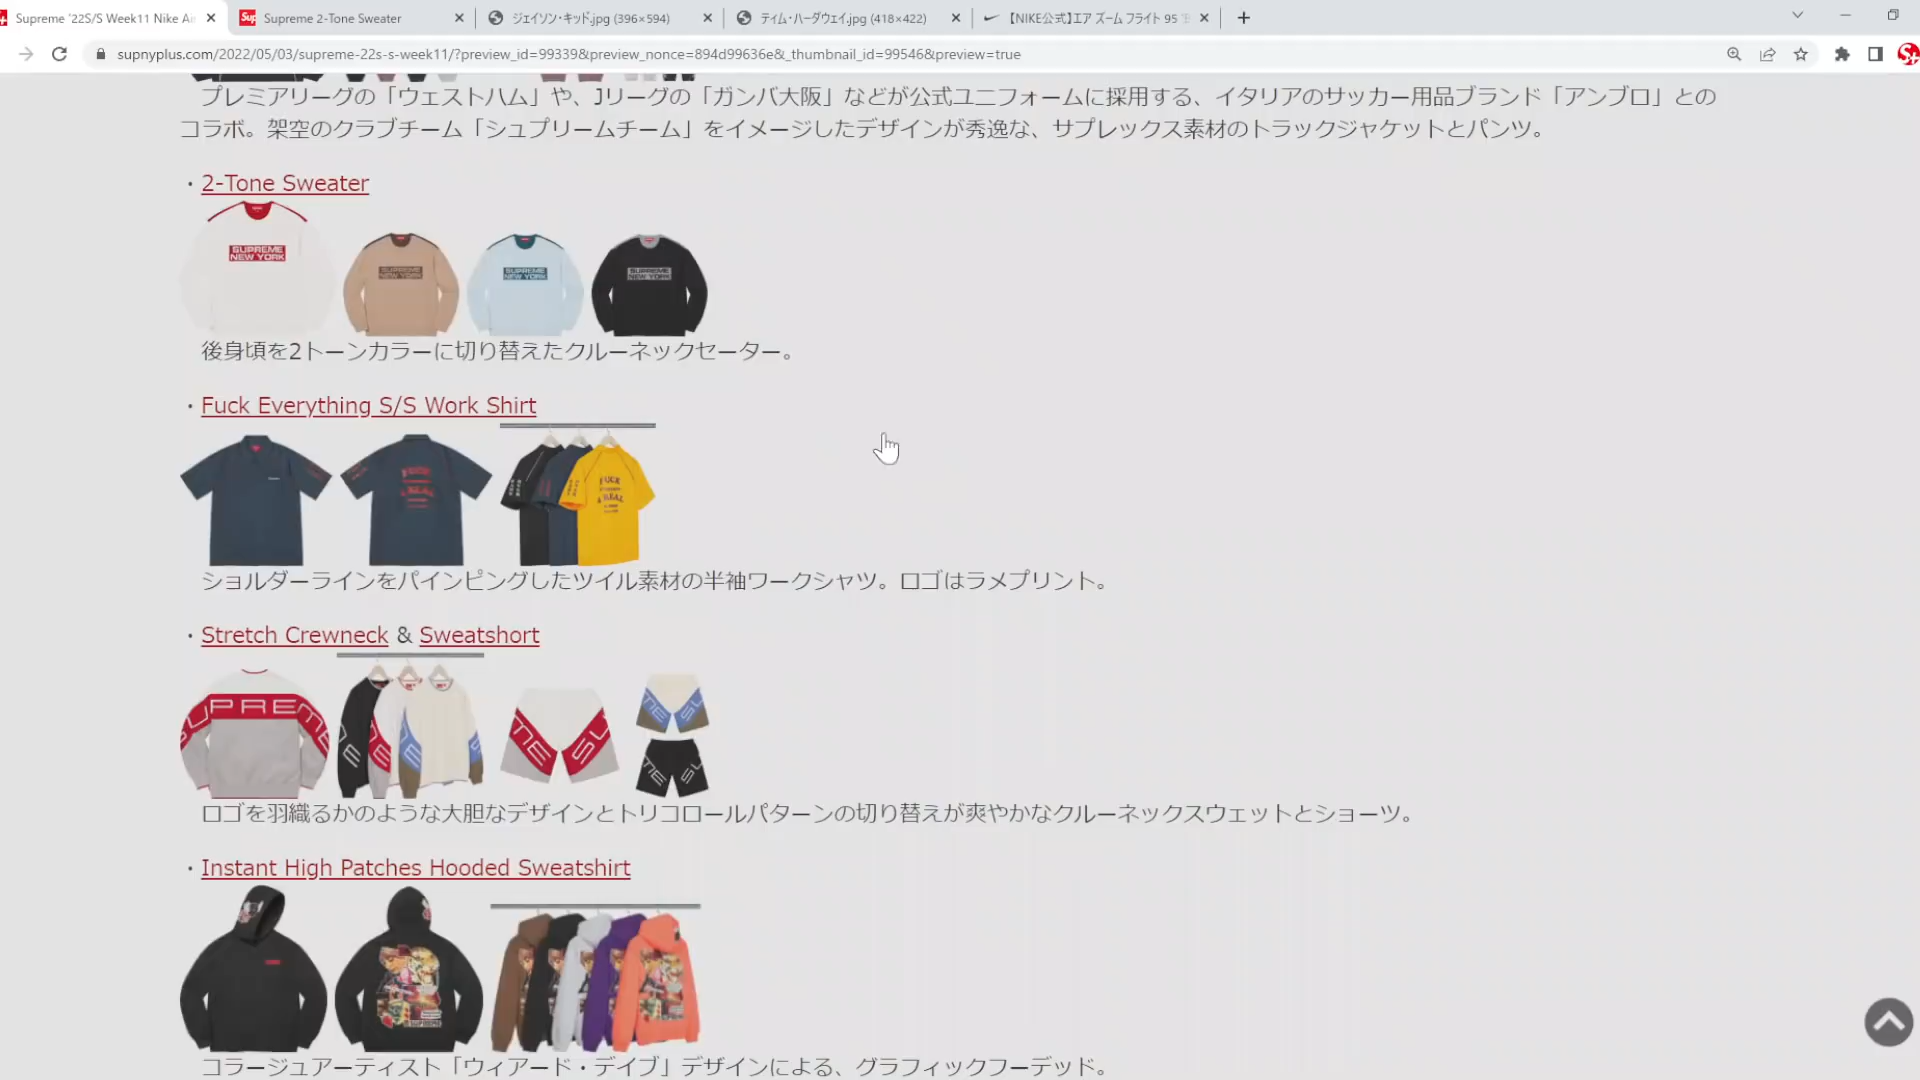 Supreme '22S/S Week11 Nike Air
Supreme 2-Tone Sweater
ジェイソン・キッド.jpg (396×594)
ティム・ハーダウェイ.jpg (418×422)
【NIKE公式】エア ズーム フライト 95
supnyplus.com/2022/05/03/supreme-22s-s-week11/?preview_id=99339&preview_nonce=894d99636e&_thumbnail_id=99546&preview=true
プレミアリーグの「ウェストハム」や、Jリーグの「ガンバ大阪」などが公式ユニフォームに採用する、イタリアのサッカー用品ブランド「アンブロ」との
コラボ。架空のクラブチーム「シュプリームチーム」をイメージしたデザインが秀逸な、サプレックス素材のトラックジャケットとパンツ。
・2-Tone Sweater
SUPREME
NEW YORK
SUPREME
NEW YORK
SUPREME
NEW YORK
SUPREME
NEW YORK
後身頃を2トーンカラーに切り替えたクルーネックセーター。
・Fuck Everything S/S Work Shirt
ショルダーラインをパインピングしたツイル素材の半袖ワークシャツ。ロゴはラメプリント。
・Stretch Crewneck & Sweatshort
ロゴを羽織るかのような大胆なデザインとトリコロールパターンの切り替えが爽やかなクルーネックスウェットとショーツ。
・Instant High Patches Hooded Sweatshirt
コラージュアーティスト「ウィアード・デイブ」デザインによる、グラフィックフーデッド。